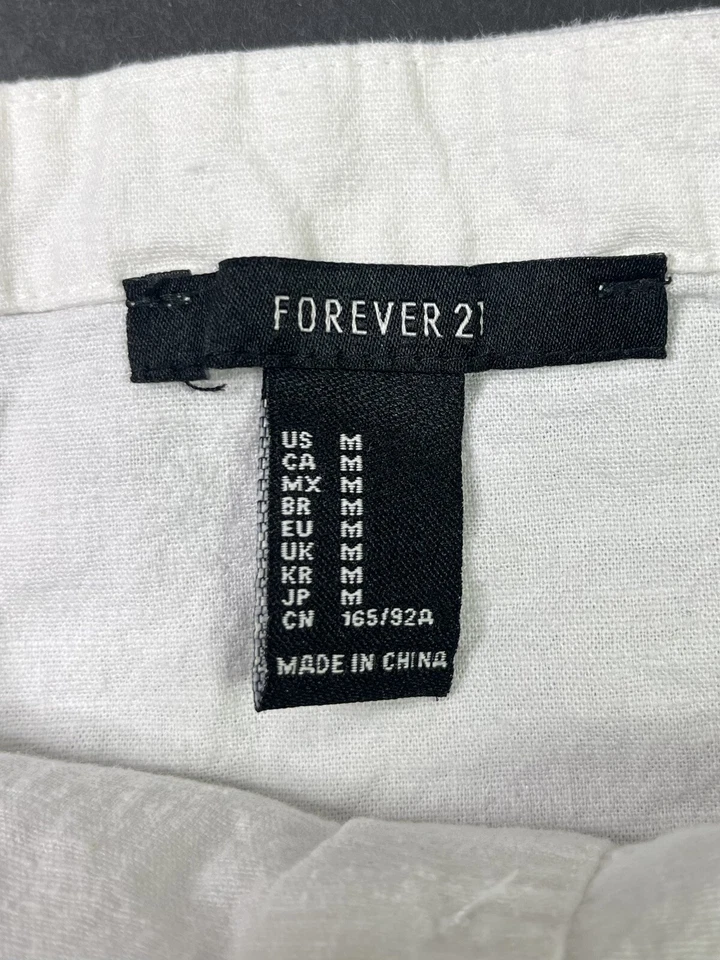 FOREVER 21
US M
CA M
MX M
BR M
EU M
UK M
KR M
JP M
CN 165/92A
MADE IN CHINA